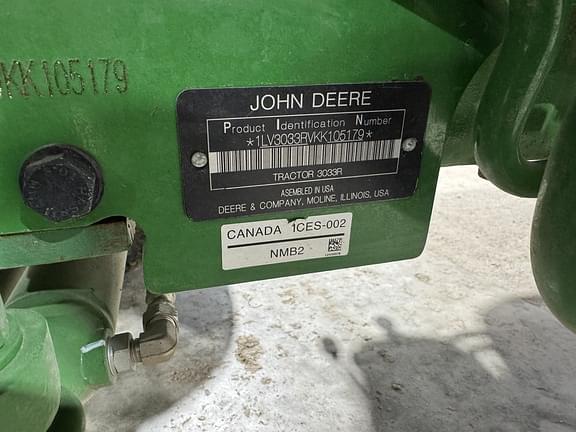 KK105179
JOHN DEERE
Product Identification Number
*1LV3033RVKK105179*
TRACTOR 3033R
ASEMBLED IN USA
DEERE & COMPANY, MOLINE, ILLINOIS, USA
CANADA 1CES-002
NMB2